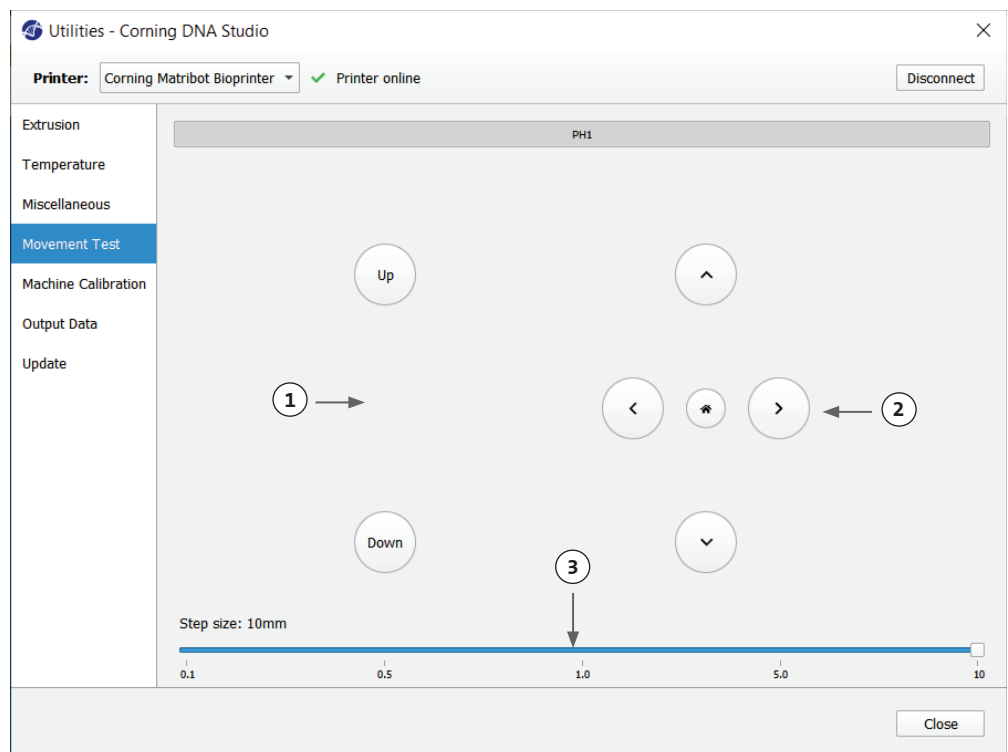 Utilities - Corning DNA Studio
Printer: Corning Matribot Bioprinter Printer online Disconnect
Extrusion
Temperature
Miscellaneous
Movement Test
Machine Calibration
Output Data
Update
PH1
Up
1
2
Down
3
Step size: 10mm
0.1 0.5 1.0 5.0 10
Close